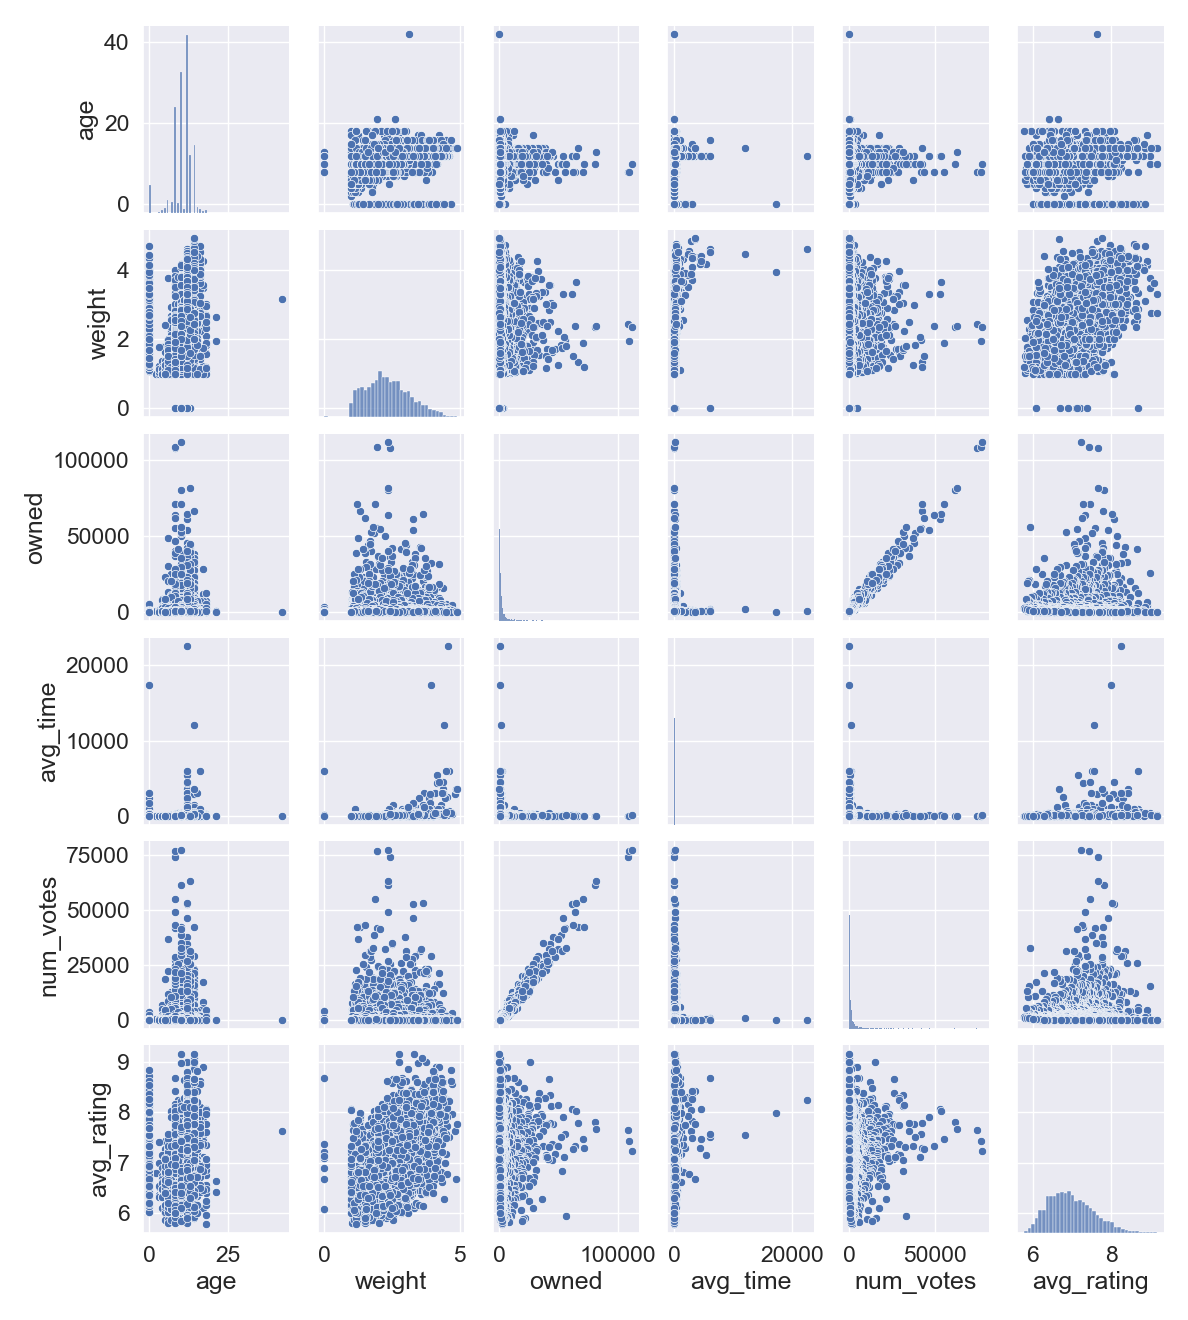 40
20
0
age
4
2
0
weight
100000
50000
0
owned
20000
10000
0
avg_time
75000
50000
25000
0
num_votes
9
8
7
6
avg_rating
0 25 0 5 0 100000 0 20000 0 50000 6 8
age weight owned avg_time num_votes avg_rating